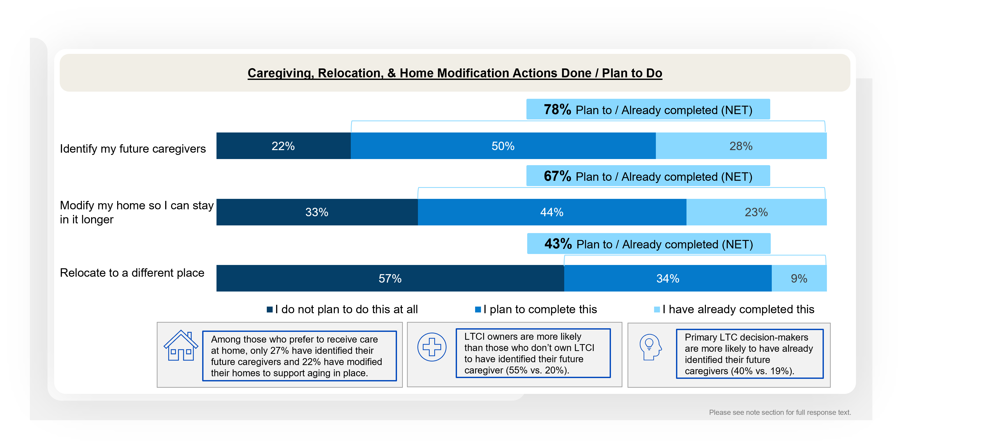 Caregiving, Relocation, & Home Modification Actions Done / Plan to Do
78% Plan to / Already completed (NET)
Identify my future caregivers
22%
50%
28%
67% Plan to / Already completed (NET)
Modify my home so I can stay
in it longer
33%
44%
23%
43% Plan to / Already completed (NET)
Relocate to a different place
57%
34%
9%
I do not plan to do this at all
I plan to complete this
I have already completed this
Among those who prefer to receive care
at home, only 27% have identified their
future caregivers and 22% have modified
their homes to support aging in place.
LTCI owners are more likely
than those who don’t own LTCI
to have identified their future
caregiver (55% vs. 20%).
Primary LTC decision-makers
are more likely to have already
identified their future
caregivers (40% vs. 19%).
Please see note section for full response text.